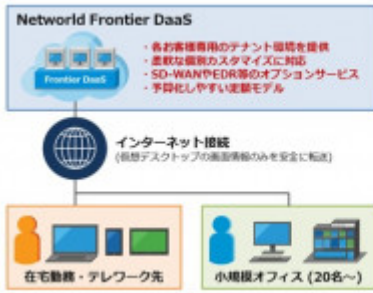 Networld Frontier DaaS
・各お客様専用のテナント環境を提供
・柔軟な個別カスタマイズに対応
・SD-WANやEDR等のオプションサービス
・予算化しやすい定額モデル
Frontier DaaS
インターネット接続
(仮想デスクトップの画面情報のみを安全に転送)
在宅勤務・テレワーク先
小規模オフィス (20名～)